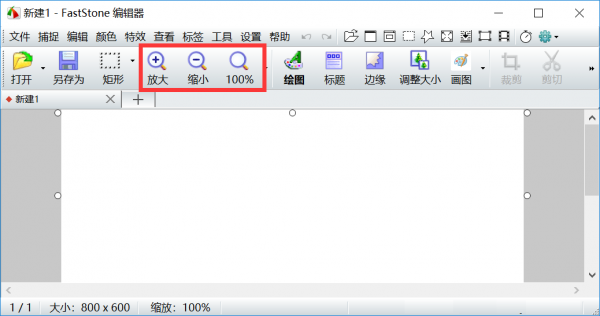 新建1 - FastStone 编辑器
文件 捕捉 编辑 颜色 特效 查看 标签 工具 设置 帮助
打开 另存为 矩形 放大 缩小 100% 绘图 标题 边缘 调整大小 画图 裁剪 剪切
新建1
1 / 1 大小: 800 x 600 缩放: 100%